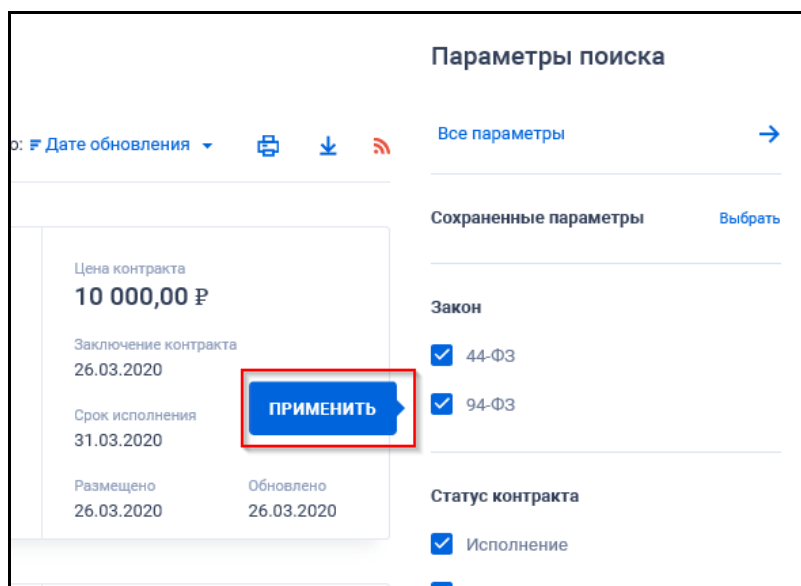 Параметры поиска
о: Дате обновления
Все параметры
Сохраненные параметры Выбрать
Цена контракта
10 000,00 ₽
Заключение контракта
26.03.2020
Срок исполнения
31.03.2020
Размещено Обновлено
26.03.2020 26.03.2020
ПРИМЕНИТЬ
Закон
44-ФЗ
94-ФЗ
Статус контракта
Исполнение